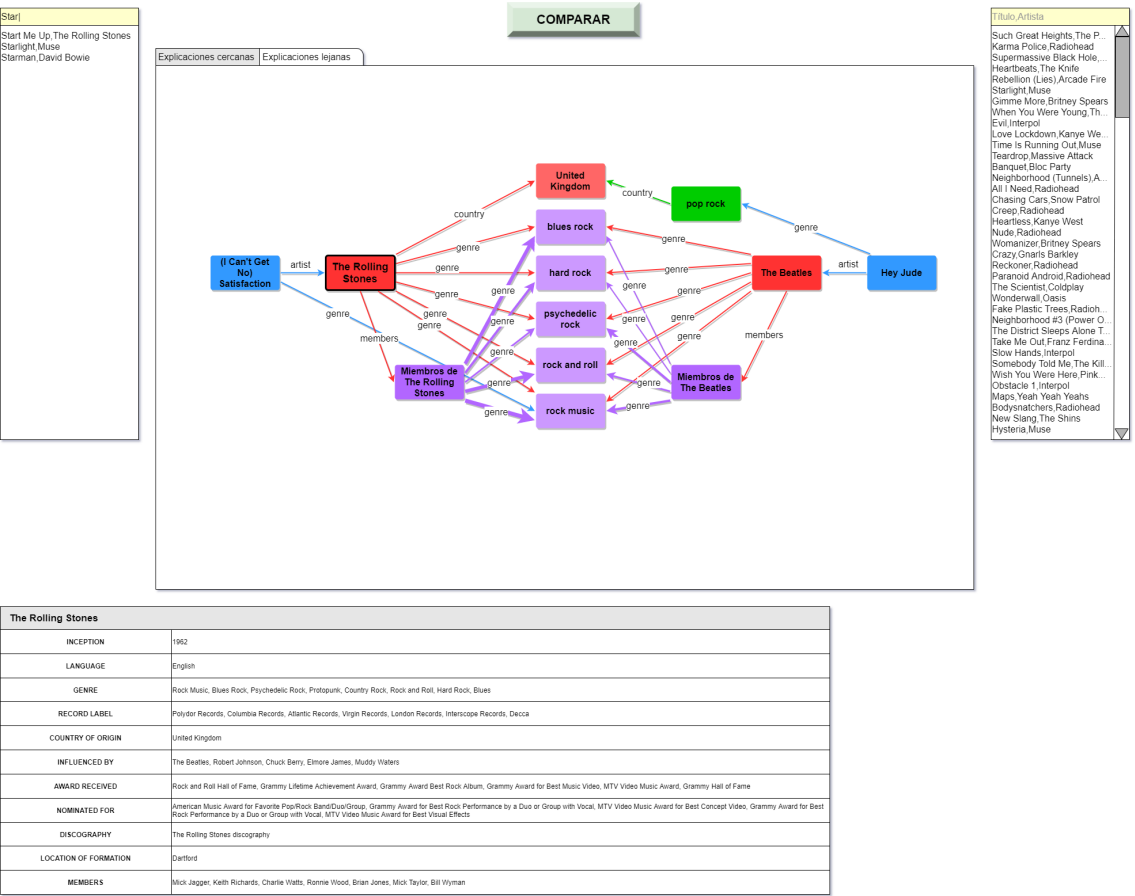 Star|
Start Me Up,The Rolling Stones
Starlight,Muse
Starman,David Bowie
COMPARAR
Explicaciones cercanas
Explicaciones lejanas
United
Kingdom
country
pop rock
country
blues rock
genre
genre
genre
(I Can't Get
No)
Satisfaction
artist
The Rolling
Stones
genre
hard rock
genre
The Beatles
artist
Hey Jude
genre
genre
genre
genre
genre
psychedelic
rock
genre
genre
genre
genre
genre
genre
genre
members
genre
genre
members
rock and roll
Miembros de
The Rolling
Stones
genre
genre
Miembros de
The Beatles
genre
rock music
genre
Título,Artista
Such Great Heights,The P...
Karma Police,Radiohead
Supermassive Black Hole,...
Heartbeats,The Knife
Rebellion (Lies),Arcade Fire
Starlight,Muse
Gimme More,Britney Spears
When You Were Young,Th...
Evil,Interpol
Love Lockdown,Kanye We...
Time Is Running Out,Muse
Teardrop,Massive Attack
Banquet,Bloc Party
Neighborhood (Tunnels),A...
All I Need,Radiohead
Chasing Cars,Snow Patrol
Creep,Radiohead
Heartless,Kanye West
Nude,Radiohead
Womanizer,Britney Spears
Crazy,Gnarls Barkley
Reckoner,Radiohead
Paranoid Android,Radiohead
The Scientist,Coldplay
Wonderwall,Oasis
Fake Plastic Trees,Radioh...
Neighborhood #3 (Power O...
The District Sleeps Alone T...
Take Me Out,Franz Ferdina...
Slow Hands,Interpol
Somebody Told Me,The Kill...
Wish You Were Here,Pink...
Obstacle 1,Interpol
Maps,Yeah Yeah Yeahs
Bodysnatchers,Radiohead
New Slang,The Shins
Hysteria,Muse
The Rolling Stones
INCEPTION 1962
LANGUAGE English
GENRE Rock Music, Blues Rock, Psychedelic Rock, Protopunk, Country Rock, Rock and Roll, Hard Rock, Blues
RECORD LABEL Polydor Records, Columbia Records, Atlantic Records, Virgin Records, London Records, Interscope Records, Decca
COUNTRY OF ORIGIN United Kingdom
INFLUENCED BY The Beatles, Robert Johnson, Chuck Berry, Elmore James, Muddy Waters
AWARD RECEIVED Rock and Roll Hall of Fame, Grammy Lifetime Achievement Award, Grammy Award Best Rock Album, Grammy Award for Best Music Video, MTV Video Music Award, Grammy Hall of Fame
NOMINATED FOR American Music Award for Favorite Pop/Rock Band/Duo/Group, Grammy Award for Best Rock Performance by a Duo or Group with Vocal, MTV Video Music Award for Best Concept Video, Grammy Award for Best
Rock Performance by a Duo or Group with Vocal, MTV Video Music Award for Best Visual Effects
DISCOGRAPHY The Rolling Stones discography
LOCATION OF FORMATION Dartford
MEMBERS Mick Jagger, Keith Richards, Charlie Watts, Ronnie Wood, Brian Jones, Mick Taylor, Bill Wyman